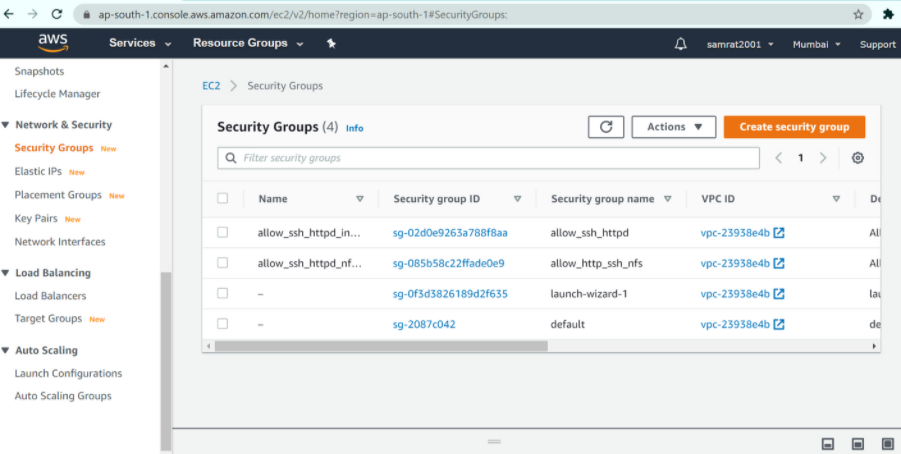 ap-south-1.console.aws.amazon.com/ec2/v2/home?region=ap-south-1#SecurityGroups:
aws Services Resource Groups samrat2001 Mumbai Support
Snapshots
Lifecycle Manager
Network & Security
Security Groups New
Elastic IPs New
Placement Groups New
Key Pairs New
Network Interfaces
Load Balancing
Load Balancers
Target Groups New
Auto Scaling
Launch Configurations
Auto Scaling Groups
EC2 > Security Groups
Security Groups (4) Info Actions Create security group
Filter security groups 1
Name Security group ID Security group name VPC ID De
allow_ssh_httpd_in... sg-02d0e9263a788f8aa allow_ssh_httpd vpc-23938e4b All
allow_ssh_httpd_nf... sg-085b58c22ffade0e9 allow_http_ssh_nfs vpc-23938e4b All
– sg-0f3d3826189d2f635 launch-wizard-1 vpc-23938e4b lau
– sg-2087c042 default vpc-23938e4b de